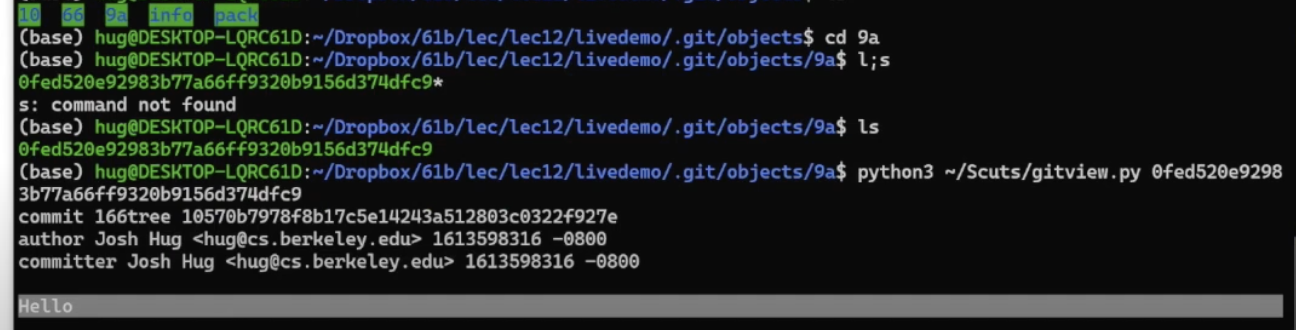 10 66 9a info pack
(base) hug@DESKTOP-LQRC61D:~/Dropbox/61b/lec/lec12/livedemo/.git/objects$ cd 9a
(base) hug@DESKTOP-LQRC61D:~/Dropbox/61b/lec/lec12/livedemo/.git/objects/9a$ l;s
0fed520e92983b77a66ff9320b9156d374dfc9*
s: command not found
(base) hug@DESKTOP-LQRC61D:~/Dropbox/61b/lec/lec12/livedemo/.git/objects/9a$ ls
0fed520e92983b77a66ff9320b9156d374dfc9
(base) hug@DESKTOP-LQRC61D:~/Dropbox/61b/lec/lec12/livedemo/.git/objects/9a$ python3 ~/Scuts/gitview.py 0fed520e9298
3b77a66ff9320b9156d374dfc9
commit 166tree 10570b7978f8b17c5e14243a512803c0322f927e
author Josh Hug <hug@cs.berkeley.edu> 1613598316 -0800
committer Josh Hug <hug@cs.berkeley.edu> 1613598316 -0800
Hello